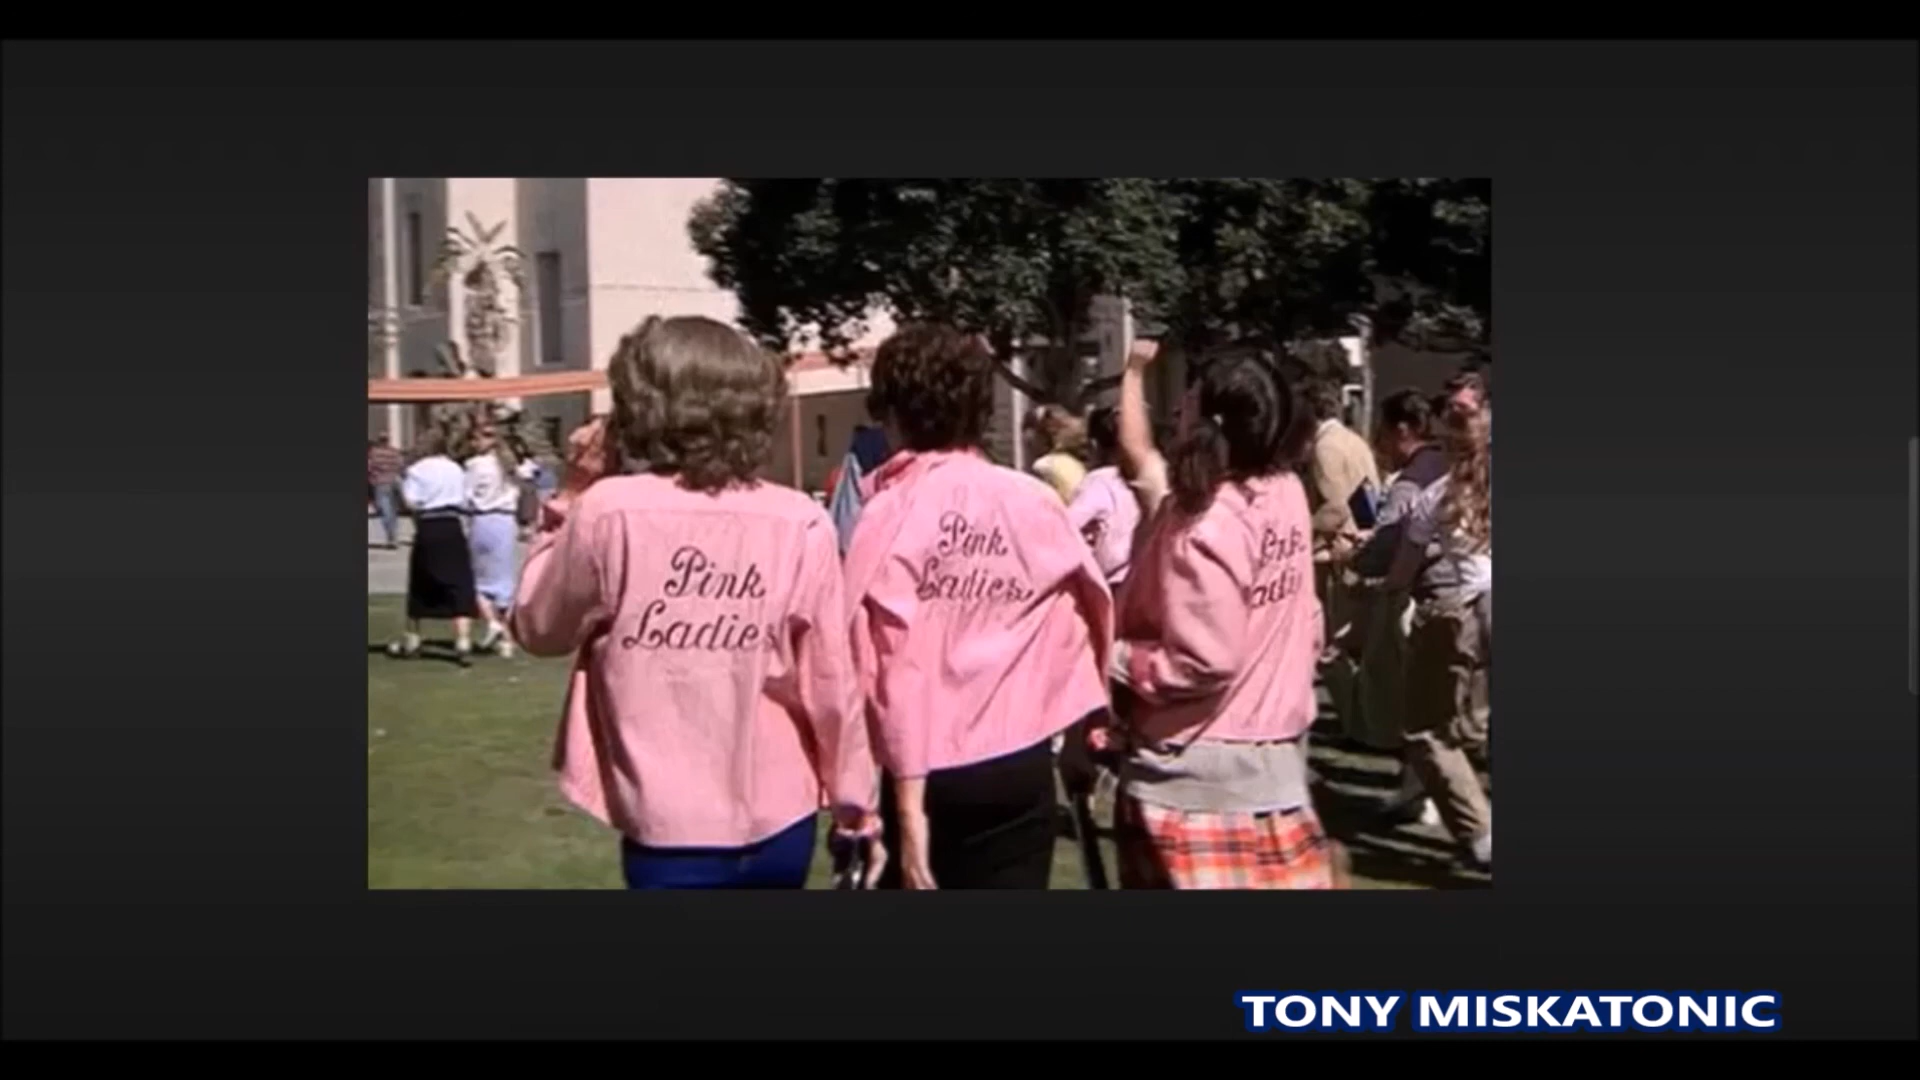 Pink
Ladies
Pink
Ladies
TONY MISKATONIC